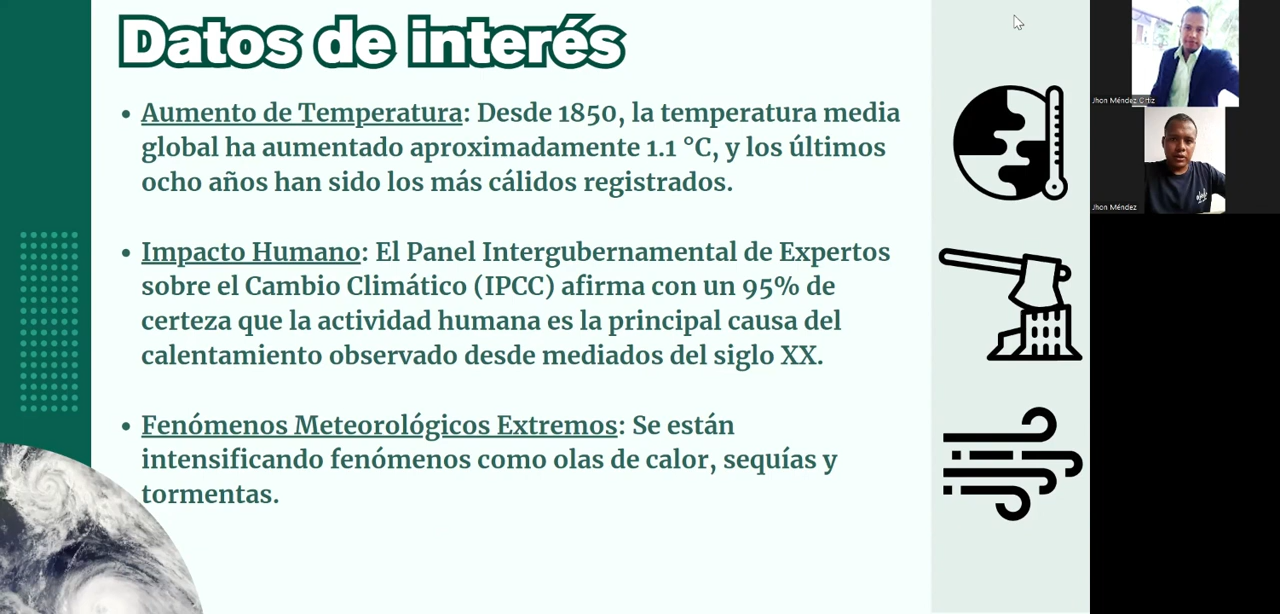 Datos de interés
• Aumento de Temperatura: Desde 1850, la temperatura media
global ha aumentado aproximadamente 1.1 °C, y los últimos
ocho años han sido los más cálidos registrados.
• Impacto Humano: El Panel Intergubernamental de Expertos
sobre el Cambio Climático (IPCC) afirma con un 95% de
certeza que la actividad humana es la principal causa del
calentamiento observado desde mediados del siglo XX.
• Fenómenos Meteorológicos Extremos: Se están
intensificando fenómenos como olas de calor, sequías y
tormentas.
Jhon Méndez Ortiz
Jhon Méndez